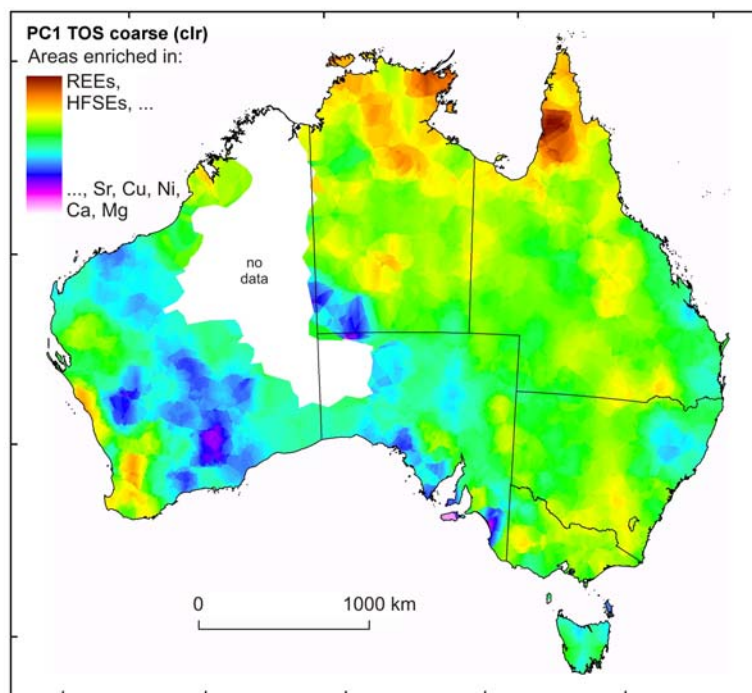 PC1 TOS coarse (clr)
Areas enriched in:
REEs,
HFSEs, ...
..., Sr, Cu, Ni,
Ca, Mg
no
data
0 1000 km